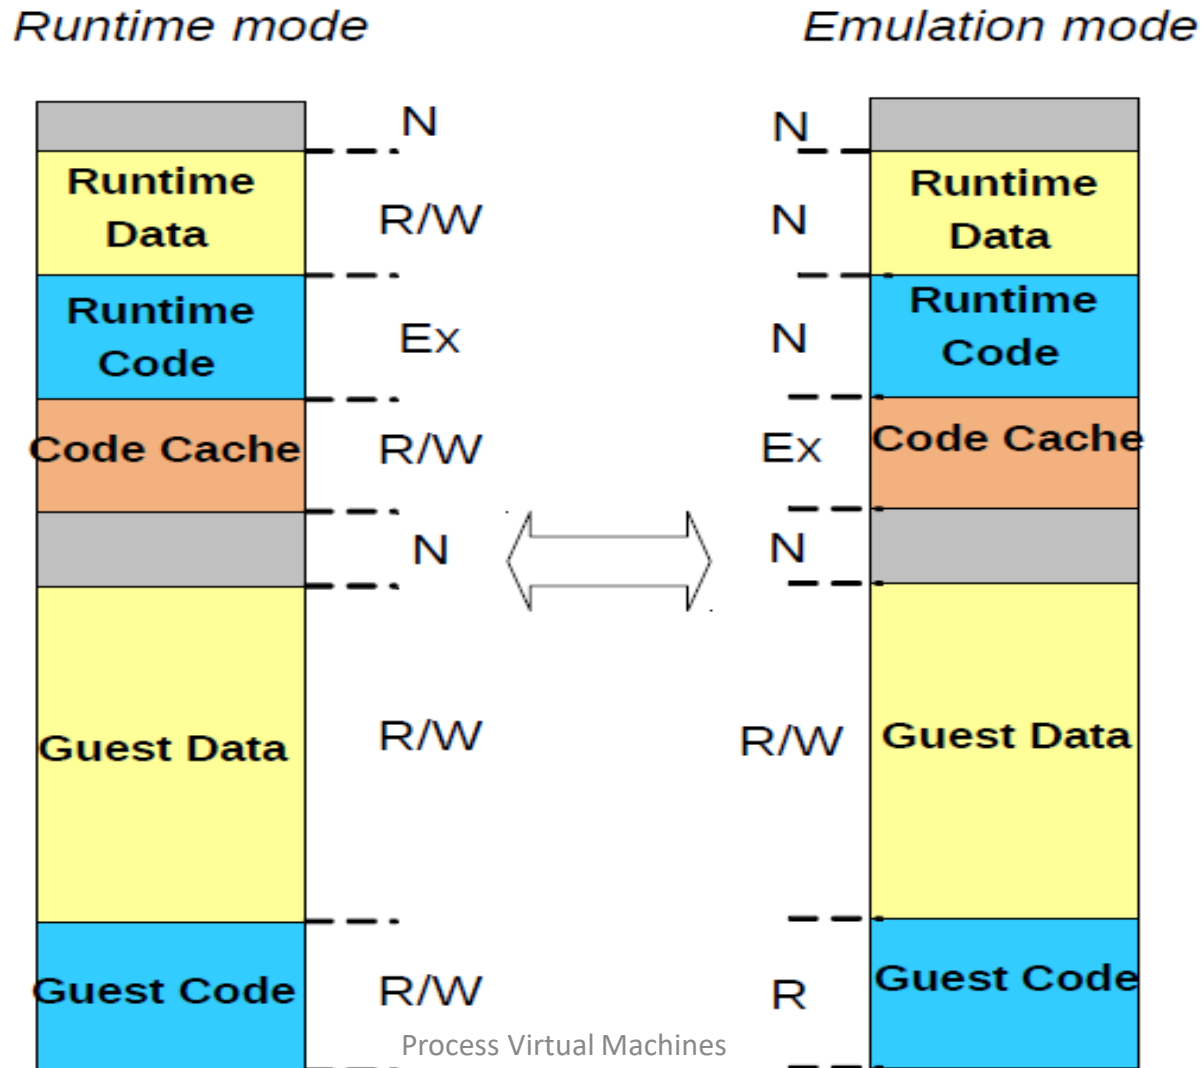 Runtime mode
Emulation mode
N
Runtime
Data
R/W
Runtime
Code
Ex
Code Cache
R/W
N
Guest Data
R/W
Guest Code
R/W
N
N
Runtime
Data
N
Runtime
Code
Ex
Code Cache
N
R/W
Guest Data
R
Guest Code
Process Virtual Machines